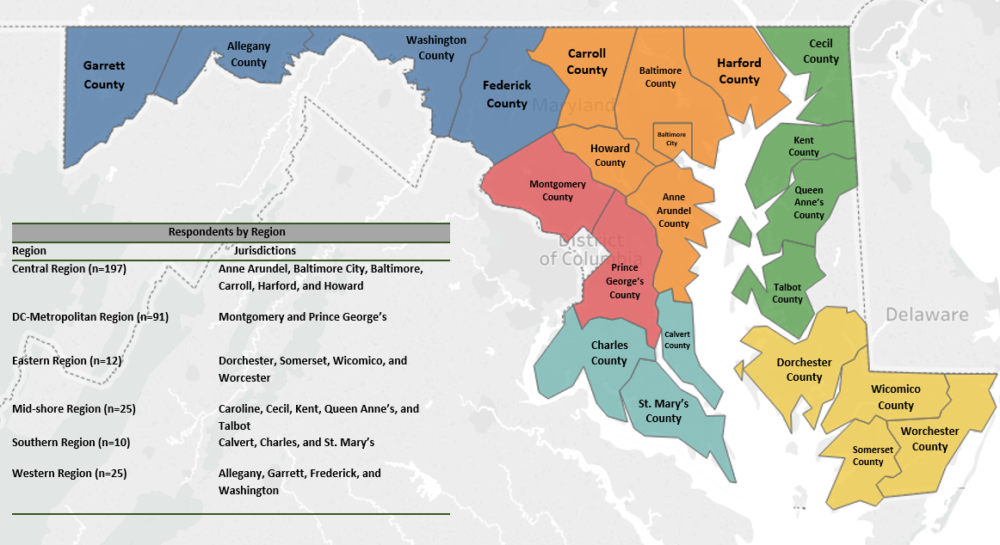 Garrett
County
Allegany
County
Washington
County
Federick
County
Carroll
County
Baltimore
County
Harford
County
Cecil
County
Maryland
Baltimore
City
Howard
County
Kent
County
Montgomery
County
Anne
Arundel
County
Queen
Anne's
County
District
of Columbia
Prince
George's
County
Talbot
County
Delaware
Calvert
County
Charles
County
Dorchester
County
St. Mary's
County
Wicomico
County
Worchester
County
Somerset
County
Respondents by Region
Region Jurisdictions
Central Region (n=197) Anne Arundel, Baltimore City, Baltimore,
Carroll, Harford, and Howard
DC-Metropolitan Region (n=91) Montgomery and Prince George's
Eastern Region (n=12) Dorchester, Somerset, Wicomico, and
Worcester
Mid-shore Region (n=25) Caroline, Cecil, Kent, Queen Anne's, and
Talbot
Southern Region (n=10) Calvert, Charles, and St. Mary's
Western Region (n=25) Allegany, Garrett, Frederick, and
Washington